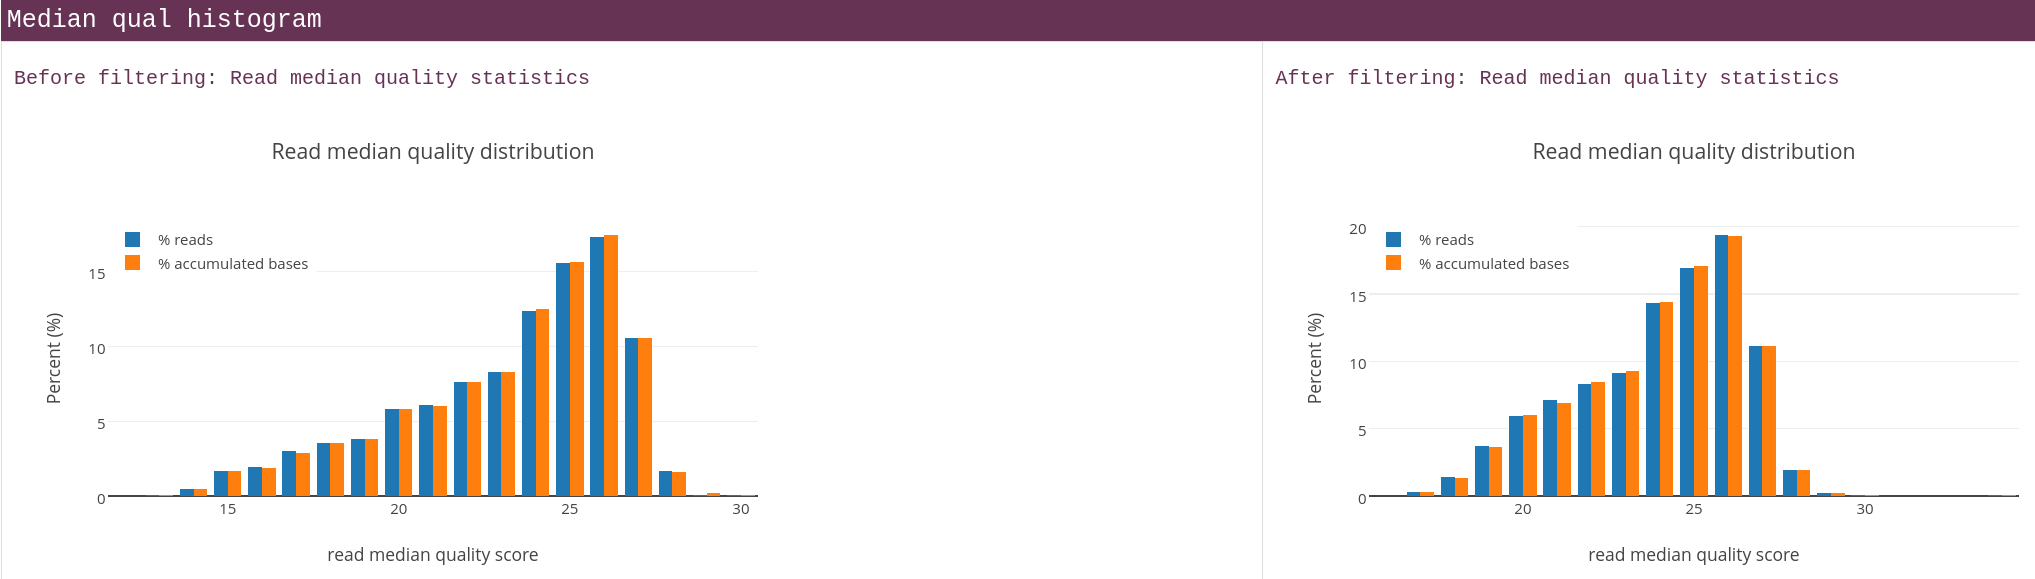 Median qual histogram
Before filtering: Read median quality statistics
Read median quality distribution
% reads
% accumulated bases
15
10
5
0
Percent (%)
15
20
25
30
read median quality score
After filtering: Read median quality statistics
Read median quality distribution
% reads
% accumulated bases
20
15
10
5
0
Percent (%)
20
25
30
read median quality score